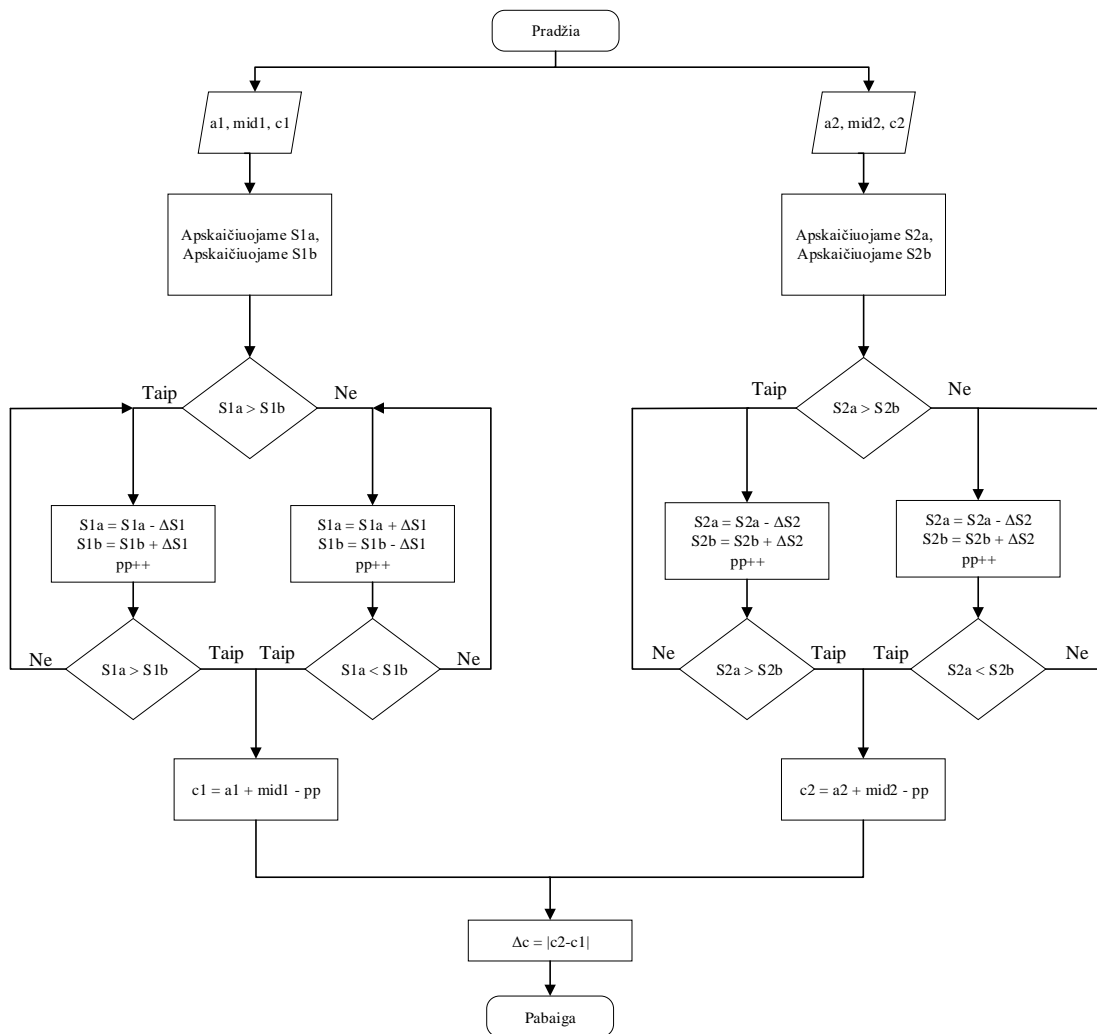 Pradžia
a1, mid1, c1
a2, mid2, c2
Apskaičiuojame S1a,
Apskaičiuojame S1b
Apskaičiuojame S2a,
Apskaičiuojame S2b
Taip
S1a > S1b
Ne
Taip
S2a > S2b
Ne
S1a = S1a - ΔS1
S1b = S1b + ΔS1
pp++
S1a = S1a + ΔS1
S1b = S1b - ΔS1
pp++
S2a = S2a - ΔS2
S2b = S2b + ΔS2
pp++
S2a = S2a - ΔS2
S2b = S2b + ΔS2
pp++
Ne
S1a > S1b
Taip
Taip
S1a < S1b
Ne
Ne
S2a > S2b
Taip
Taip
S2a < S2b
Ne
c1 = a1 + mid1 - pp
c2 = a2 + mid2 - pp
Δc = |c2-c1|
Pabaiga